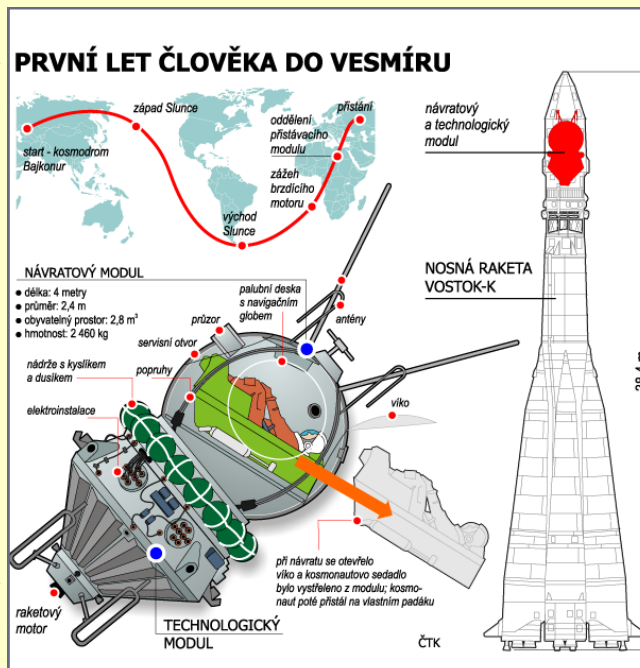 PRVNÍ LET ČLOVĚKA DO VESMÍRU
start - kosmodrom
Bajkonur
západ Slunce
východ
Slunce
oddělení
přistávacího
modulu
zážeh
brzdícího
motoru
přistání
návratový
a technologický
modul
NOSNÁ RAKETA
VOSTOK-K
38,4 m
NÁVRATOVÝ MODUL
• délka: 4 metry
• průměr: 2,4 m
• obyvatelný prostor: 2,8 m³
• hmotnost: 2 460 kg
palubní deska
s navigačním
globem
antény
průzor
servisní otvor
popruhy
nádrže s kyslíkem
a dusíkem
elektroinstalace
víko
při návratu se otevřelo
víko a kosmonautovo sedadlo
bylo vystřeleno z modulu; kosmo-
naut poté přistál na vlastním padáku
raketový
motor
TECHNOLOGICKÝ
MODUL
ČTK